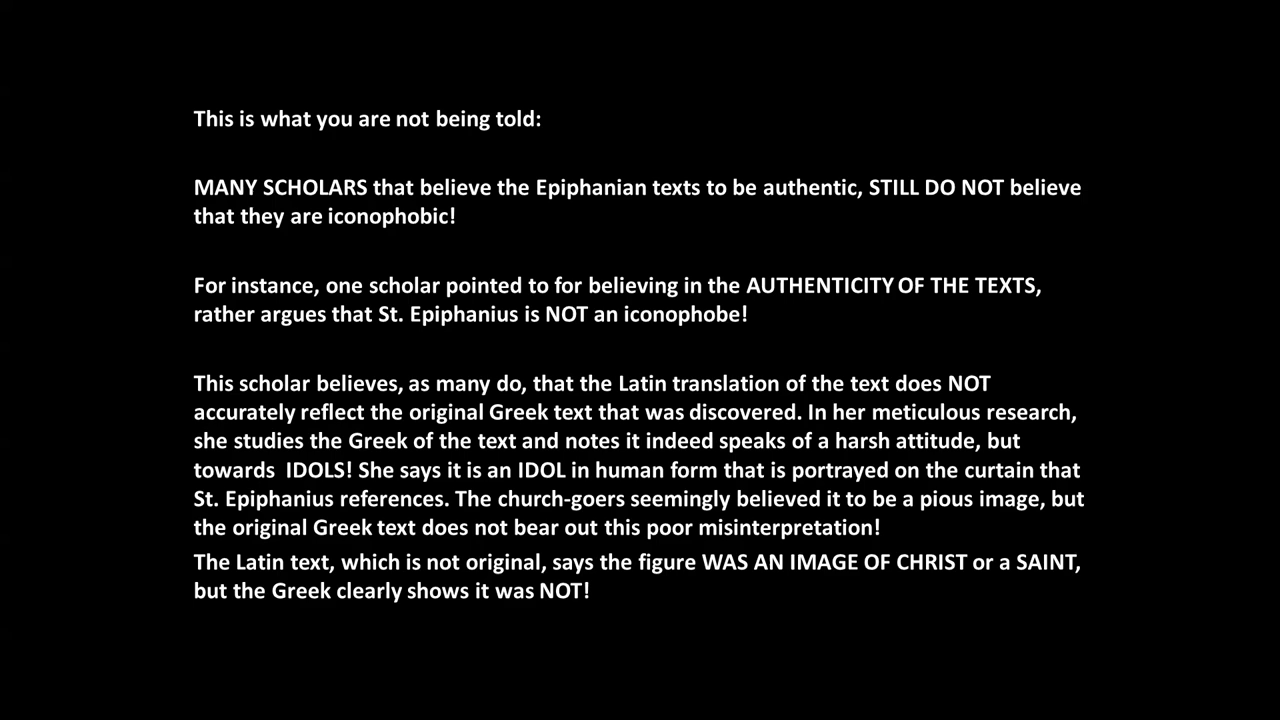 This is what you are not being told:
MANY SCHOLARS that believe the Epiphanian texts to be authentic, STILL DO NOT believe
that they are iconophobic!
For instance, one scholar pointed to for believing in the AUTHENTICITY OF THE TEXTS,
rather argues that St. Epiphanius is NOT an iconophobe!
This scholar believes, as many do, that the Latin translation of the text does NOT
accurately reflect the original Greek text that was discovered. In her meticulous research,
she studies the Greek of the text and notes it indeed speaks of a harsh attitude, but
towards  IDOLS! She says it is an IDOL in human form that is portrayed on the curtain that
St. Epiphanius references. The church-goers seemingly believed it to be a pious image, but
the original Greek text does not bear out this poor misinterpretation!
The Latin text, which is not original, says the figure WAS AN IMAGE OF CHRIST or a SAINT,
but the Greek clearly shows it was NOT!